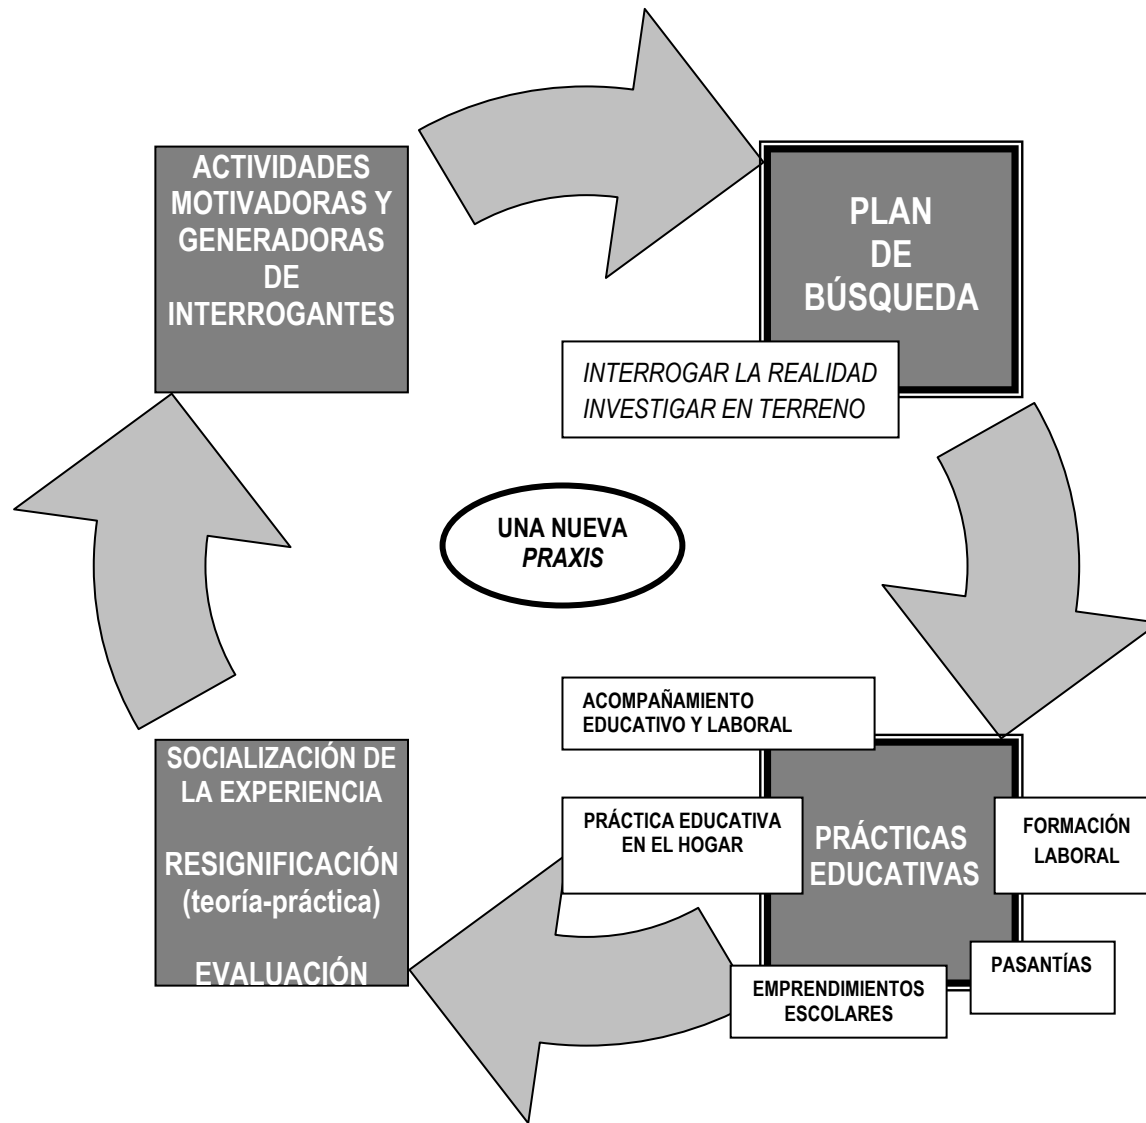 ACTIVIDADES
MOTIVADORAS Y
GENERADORAS
DE
INTERROGANTES
PLAN
DE
BÚSQUEDA
INTERROGAR LA REALIDAD
INVESTIGAR EN TERRENO
UNA NUEVA
PRAXIS
ACOMPAÑAMIENTO
EDUCATIVO Y LABORAL
PRÁCTICA EDUCATIVA
EN EL HOGAR
PRÁCTICAS
EDUCATIVAS
FORMACIÓN
LABORAL
PASANTÍAS
EMPRENDIMIENTOS
ESCOLARES
SOCIALIZACIÓN DE
LA EXPERIENCIA
RESIGNIFICACIÓN
(teoría-práctica)
EVALUACIÓN